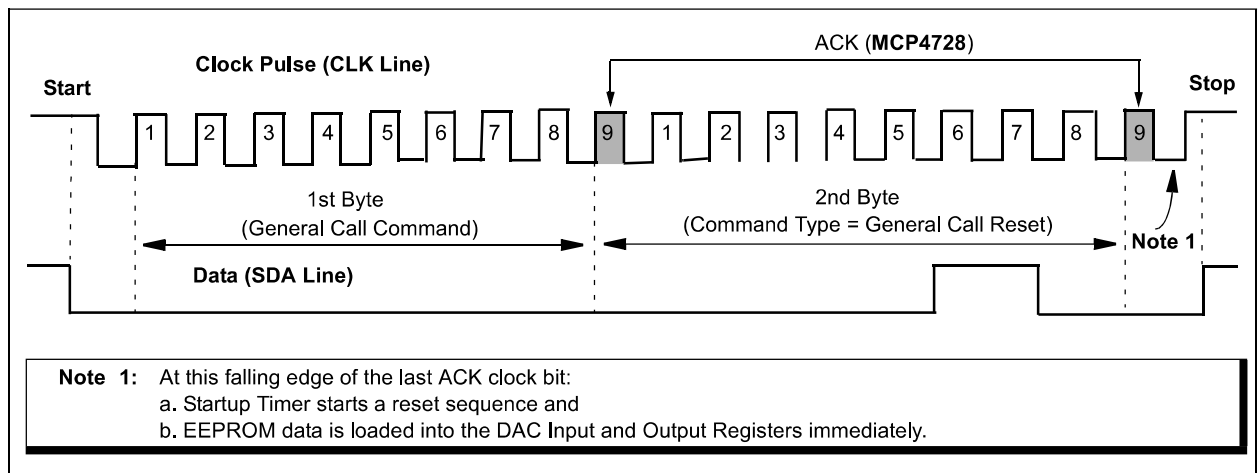 ACK (MCP4728)
Clock Pulse (CLK Line)
Start
Stop
1 2 3 4 5 6 7 8 9 1 2 3 4 5 6 7 8 9
1st Byte
(General Call Command)
2nd Byte
(Command Type = General Call Reset)
Note 1
Data (SDA Line)
Note 1: At this falling edge of the last ACK clock bit:
a. Startup Timer starts a reset sequence and
b. EEPROM data is loaded into the DAC Input and Output Registers immediately.